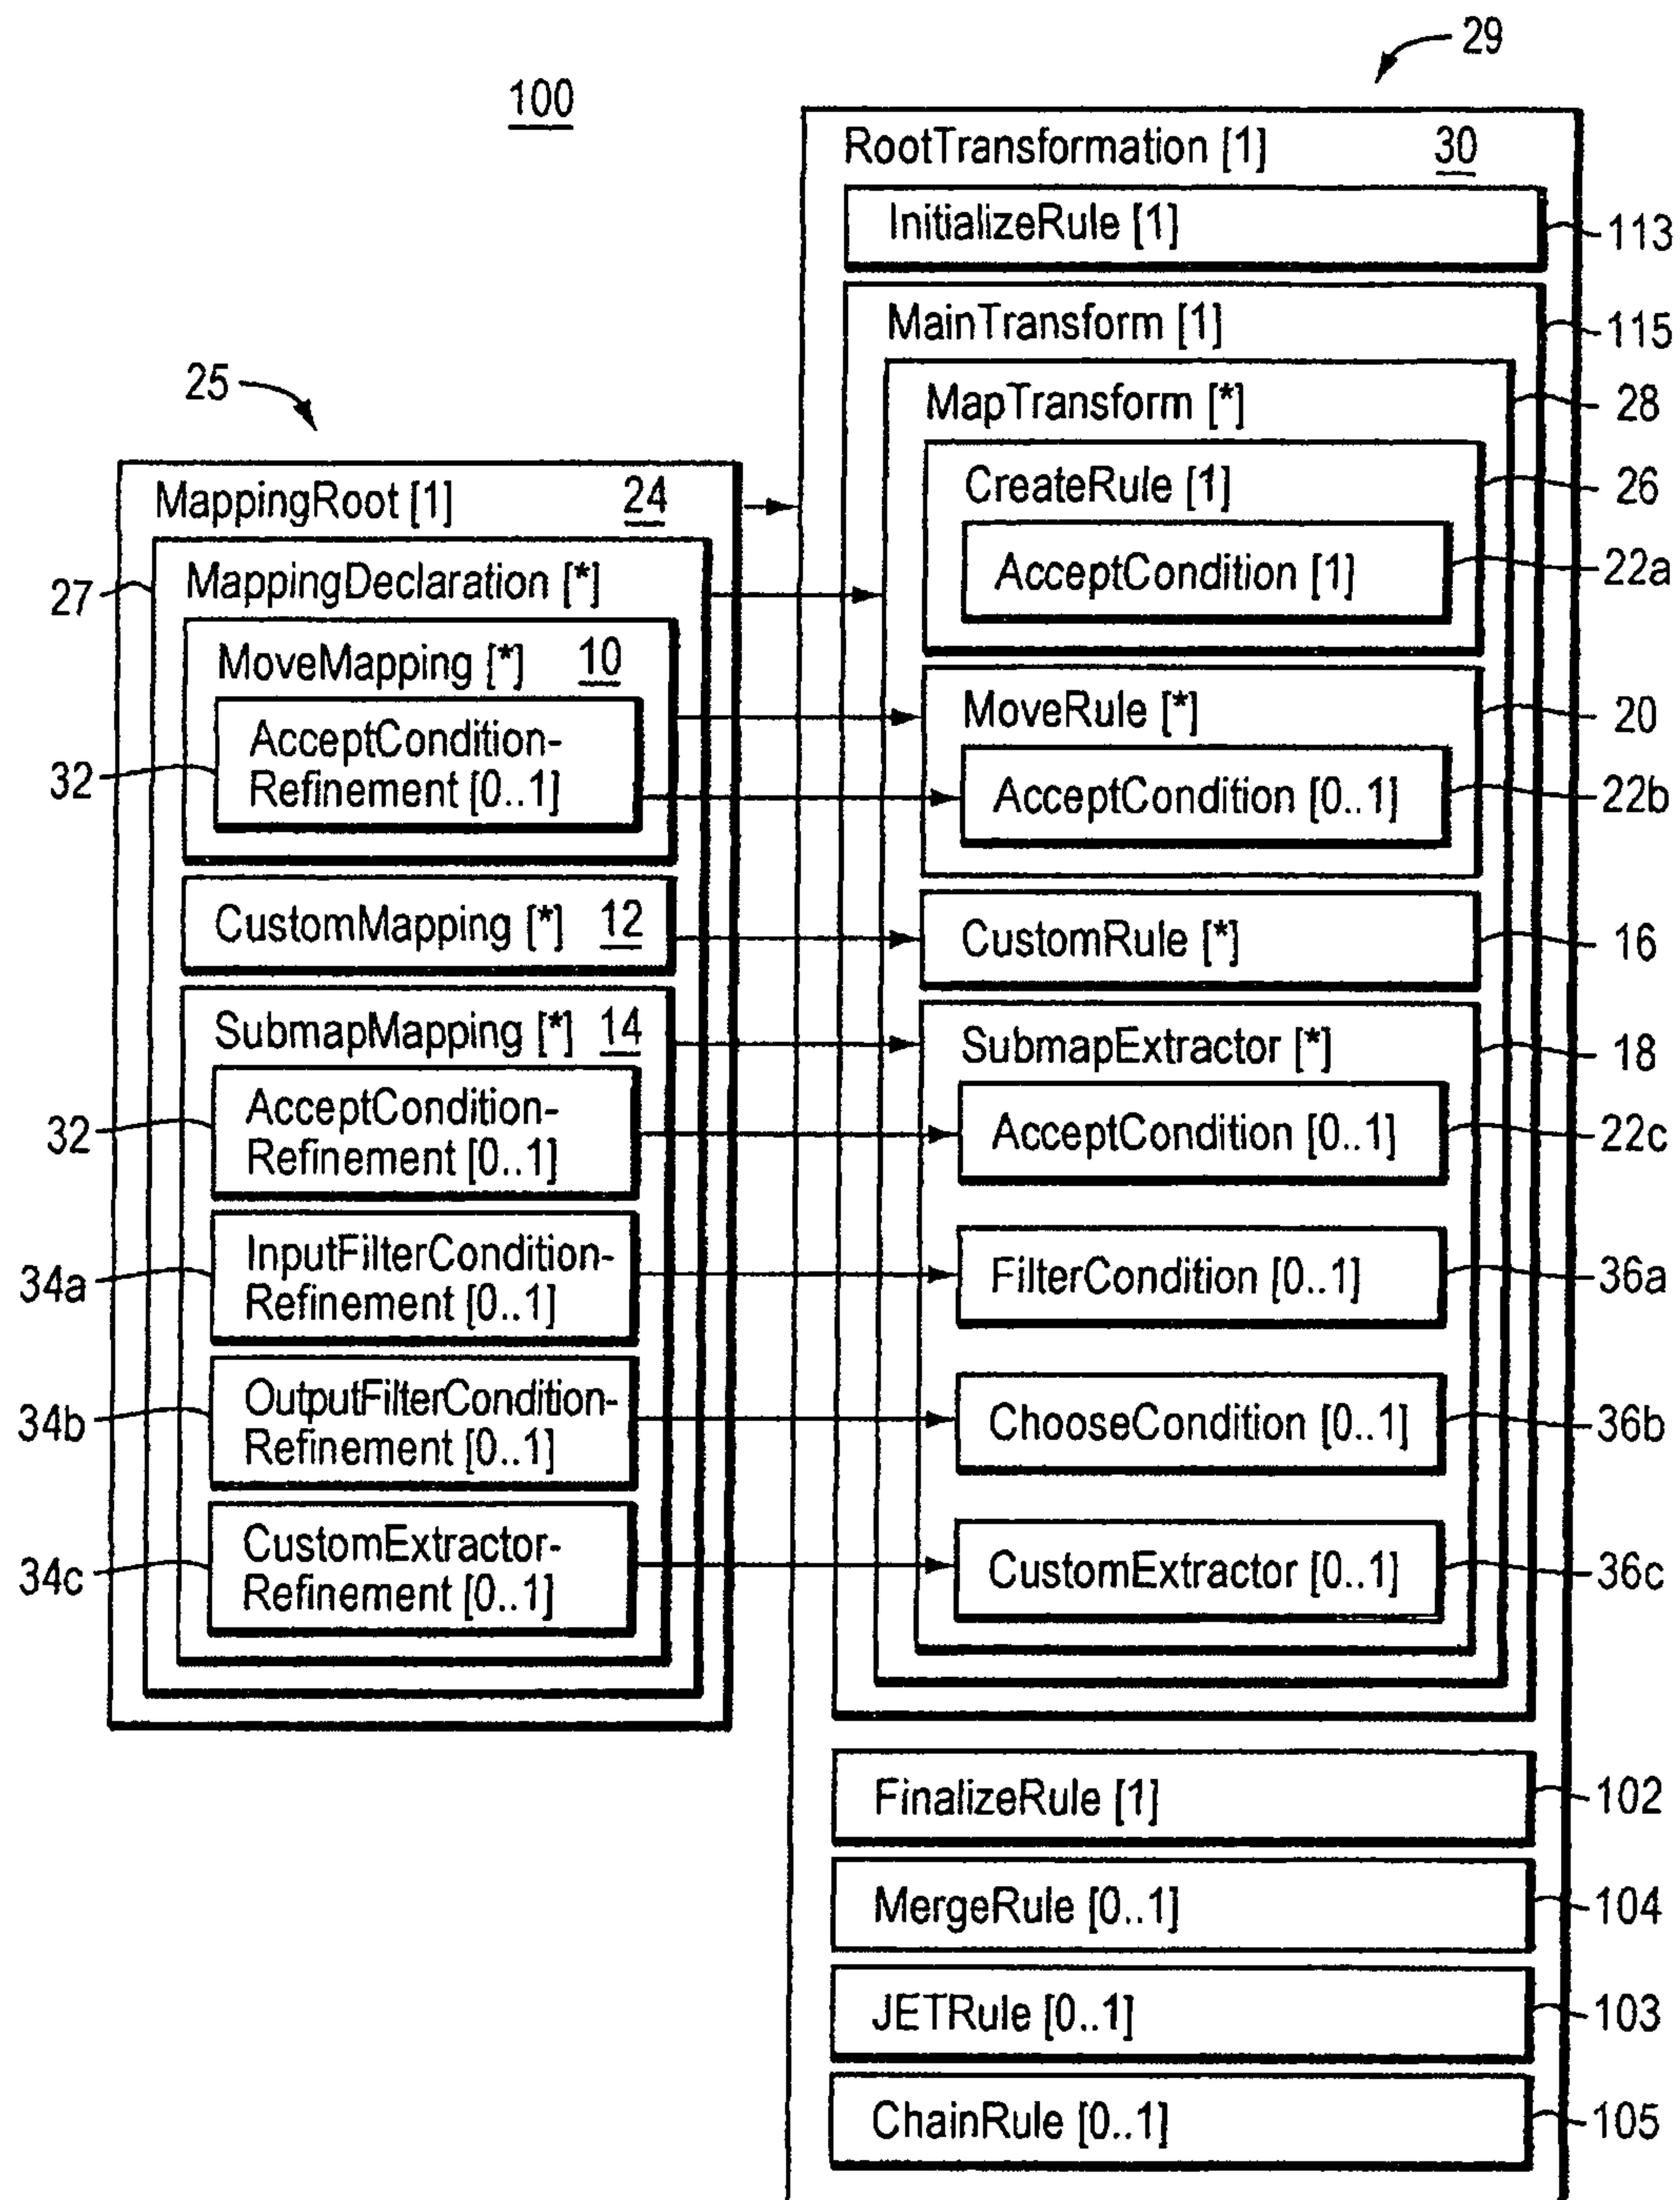 29
100
RootTransformation [1] 30
InitializeRule [1]
113
MainTransform [1]
115
25
MapTransform [*]
28
MappingRoot [1] 24
CreateRule [1]
26
AcceptCondition [1]
22a
27
MappingDeclaration [*]
MoveMapping [*] 10
MoveRule [*]
20
32
AcceptCondition-
Refinement [0..1]
AcceptCondition [0..1]
22b
CustomMapping [*] 12
CustomRule [*]
16
SubmapMapping [*] 14
SubmapExtractor [*]
18
32
AcceptCondition-
Refinement [0..1]
AcceptCondition [0..1]
22c
34a
InputFilterCondition-
Refinement [0..1]
FilterCondition [0..1]
36a
34b
OutputFilterCondition-
Refinement [0..1]
ChooseCondition [0..1]
36b
34c
CustomExtractor-
Refinement [0..1]
CustomExtractor [0..1]
36c
FinalizeRule [1]
102
MergeRule [0..1]
104
JETRule [0..1]
103
ChainRule [0..1]
105